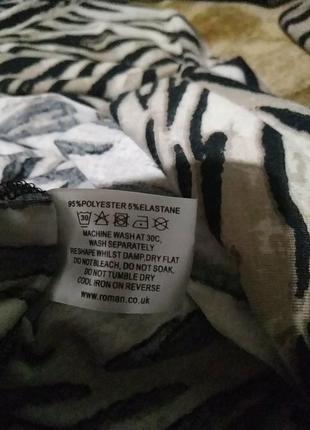 95%POLYESTER 5%ELASTANE
30
MACHINE WASH AT 30C,
WASH SEPARATELY
RESHAPE WHILST DAMP,DRY FLAT
DO NOT BLEACH, DO NOT SOAK,
DO NOT TUMBLE DRY
COOL IRON ON REVERSE
www.roman.co.uk